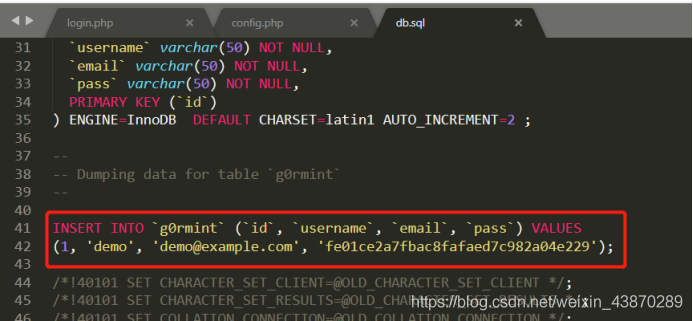 login.php config.php db.sql
31 `username` varchar(50) NOT NULL,
32 `email` varchar(50) NOT NULL,
33 `pass` varchar(50) NOT NULL,
34 PRIMARY KEY (`id`)
35 ) ENGINE=InnoDB  DEFAULT CHARSET=latin1 AUTO_INCREMENT=2 ;
36
37 --
38 -- Dumping data for table `g0rmint`
39 --
40
41 INSERT INTO `g0rmint` (`id`, `username`, `email`, `pass`) VALUES
42 (1, 'demo', 'demo@example.com', 'fe01ce2a7fbac8fafaed7c982a04e229');
43
44 /*!40101 SET CHARACTER_SET_CLIENT=@OLD_CHARACTER_SET_CLIENT */;
45 /*!40101 SET CHARACTER_SET_RESULTS=@OLD_CHARACTER_SET_RESULTS */;
46 /*!40101 SET COLLATION_CONNECTION=@OLD_COLLATION_CONNECTION */;
https://blog.csdn.net/weixin_43870289